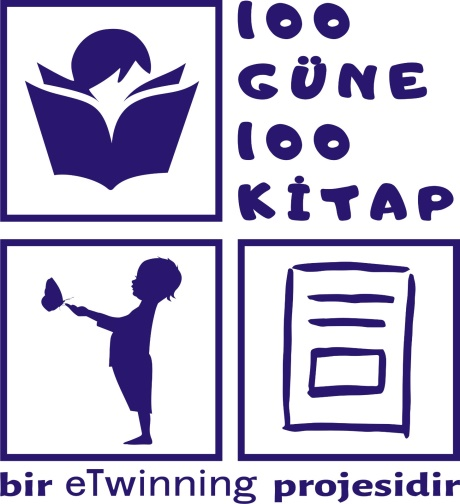 100
GÜNE
100
KİTAP
bir eTwinning projesidir